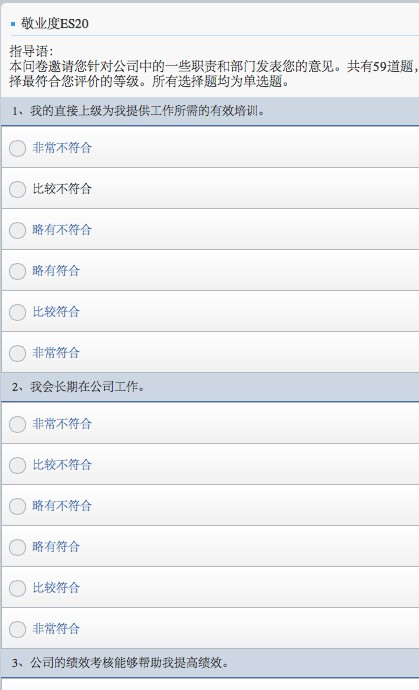 敬业度ES20
指导语：
本问卷邀请您针对公司中的一些职责和部门发表您的意见。共有59道题，
择最符合您评价的等级。所有选择题均为单选题。
1、我的直接上级为我提供工作所需的有效培训。
非常不符合
比较不符合
略有不符合
略有符合
比较符合
非常符合
2、我会长期在公司工作。
非常不符合
比较不符合
略有不符合
略有符合
比较符合
非常符合
3、公司的绩效考核能够帮助我提高绩效。